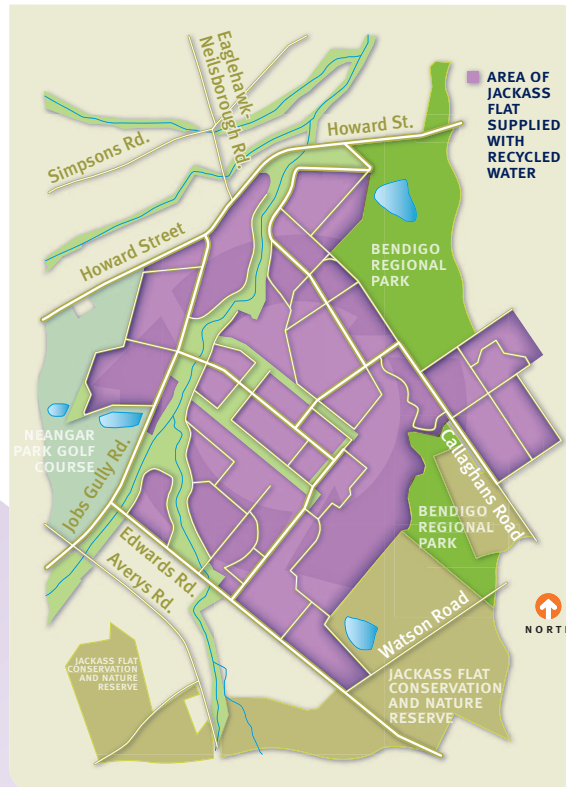 Eaglehawk-
Neilsborough Rd.
AREA OF
JACKASS
FLAT
SUPPLIED
WITH
RECYCLED
WATER
Howard St.
Simpsons Rd.
Howard Street
BENDIGO
REGIONAL
PARK
NEANGAR
PARK GOLF
COURSE
Jobs Gully Rd.
Callaghans Road
BENDIGO
REGIONAL
PARK
Edwards Rd.
Averys Rd.
Watson Road
NORTH
JACKASS FLAT
CONSERVATION
AND NATURE
RESERVE
JACKASS FLAT
CONSERVATION
AND NATURE
RESERVE